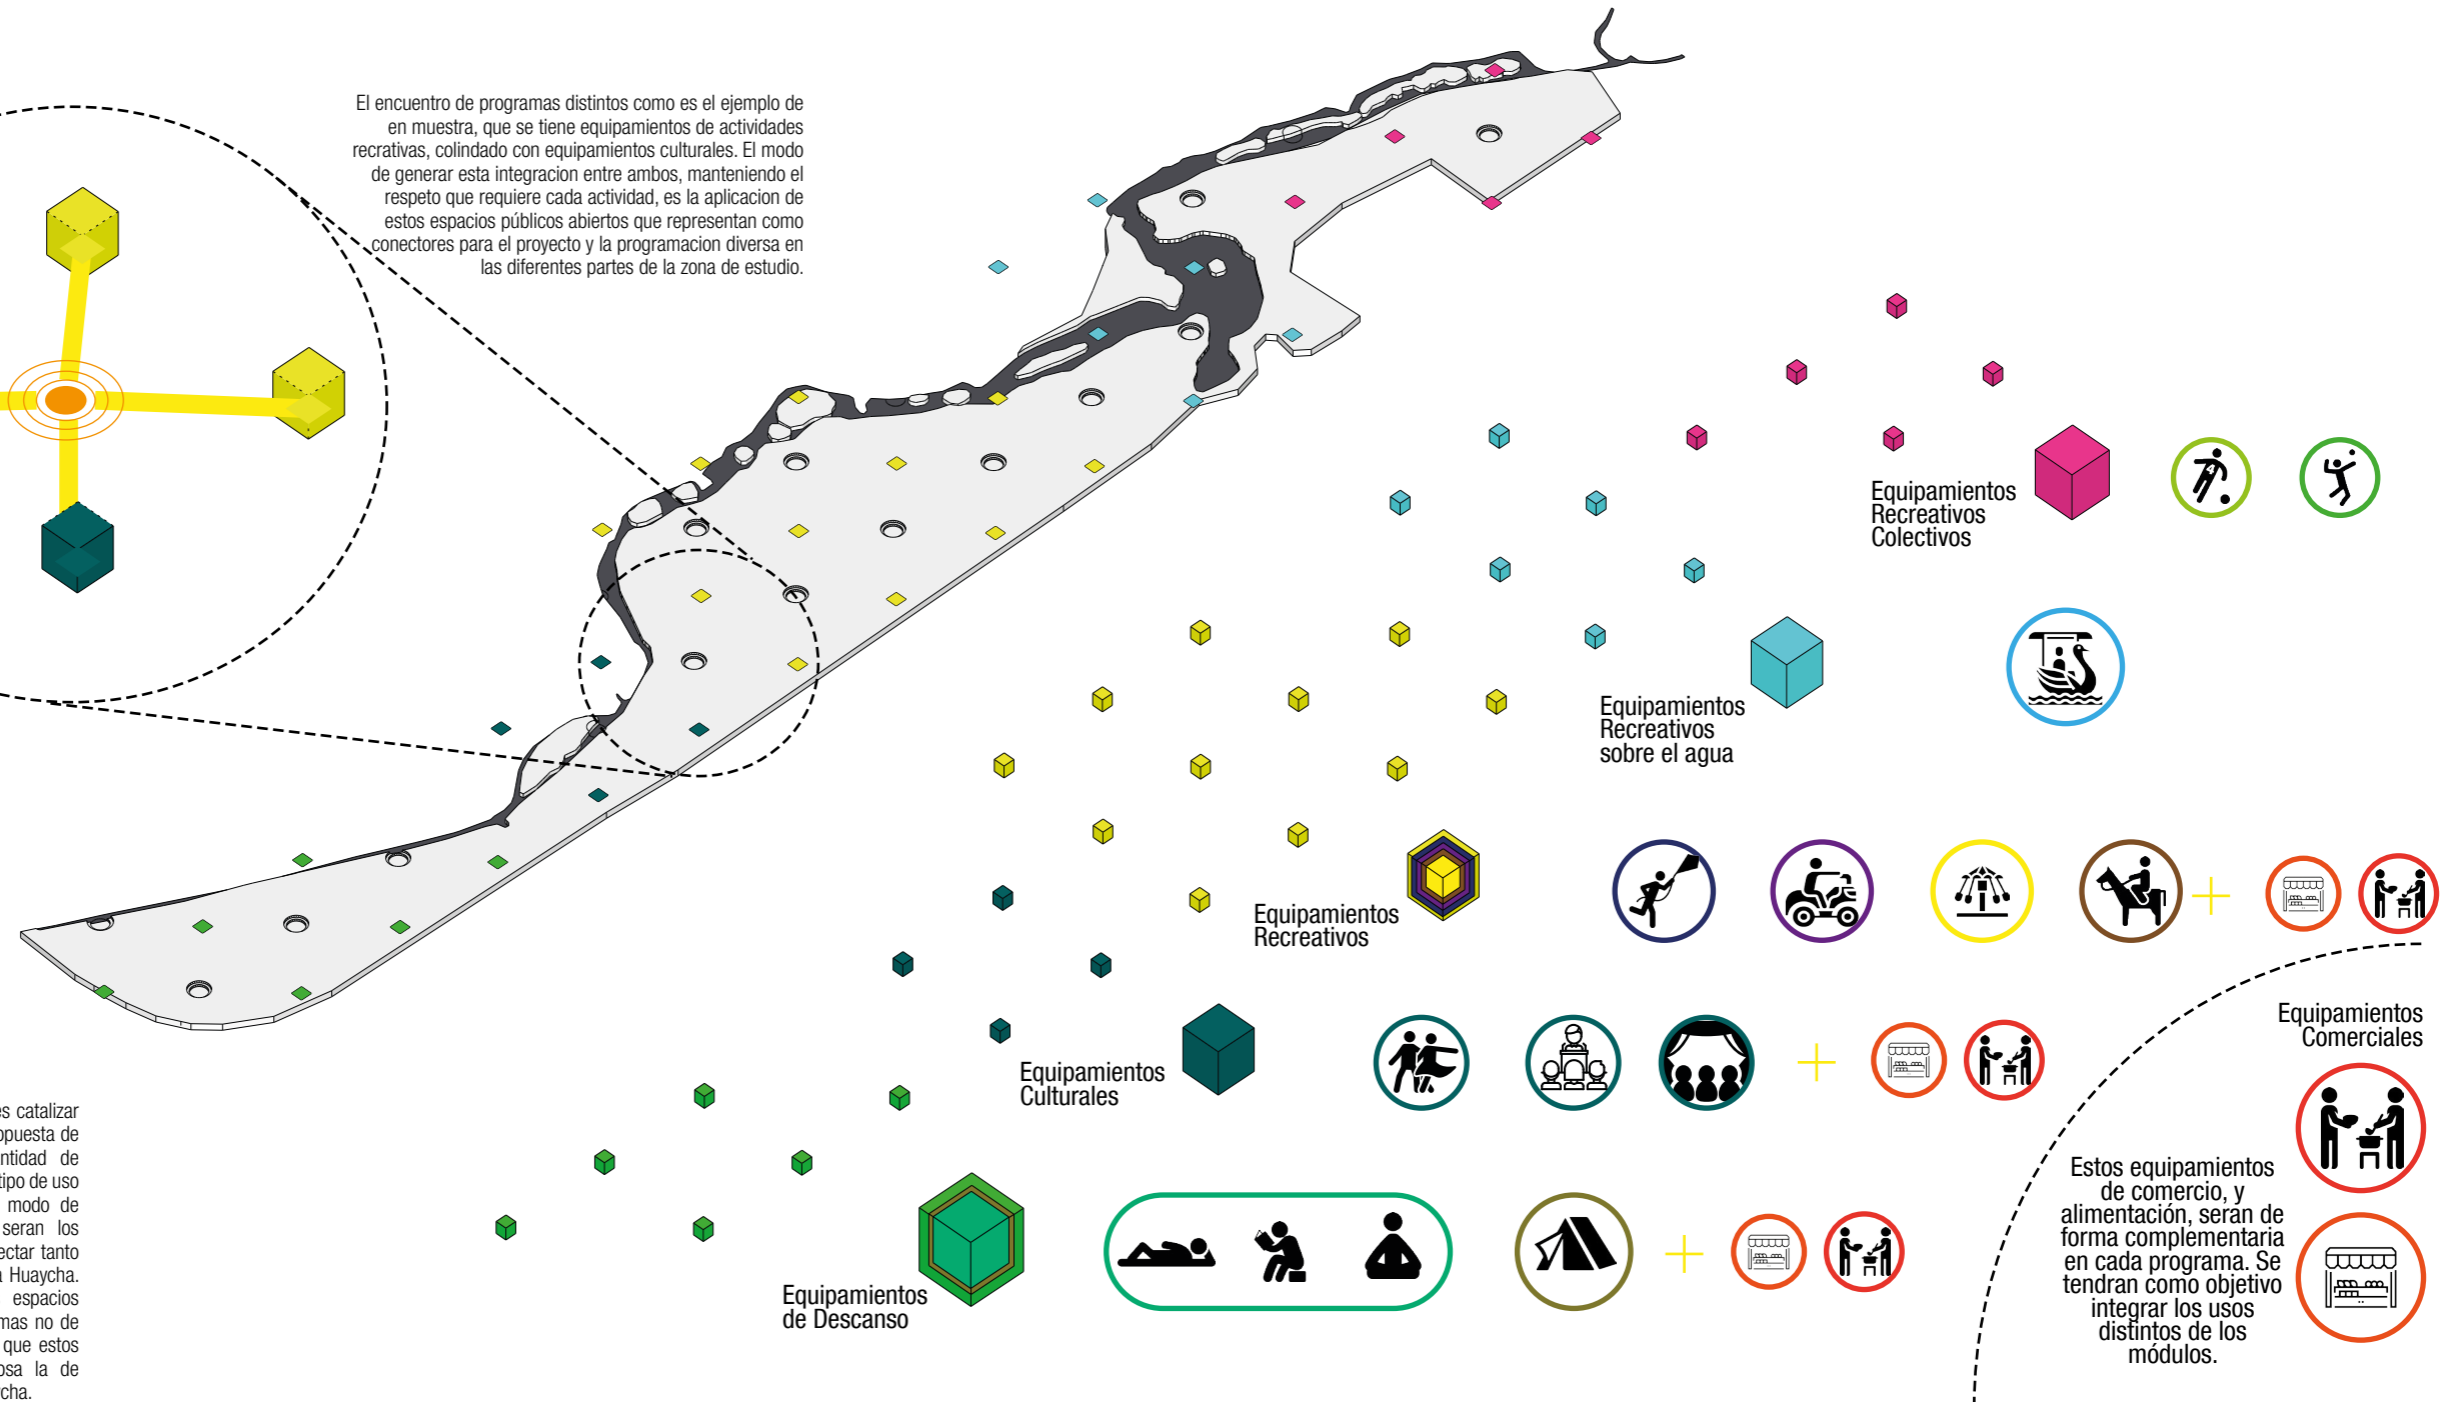 El encuentro de programas distintos como es el ejemplo de
en muestra, que se tiene equipamientos de actividades
recrativas, colindado con equipamientos culturales. El modo
de generar esta integracion entre ambos, manteniendo el
respeto que requiere cada actividad, es la aplicacion de
estos espacios públicos abiertos que representan como
conectores para el proyecto y la programacion diversa en
las diferentes partes de la zona de estudio.
Equipamientos
Recreativos
Colectivos
Equipamientos
Recreativos
sobre el agua
Equipamientos
Recreativos
Equipamientos
Culturales
Equipamientos
de Descanso
Equipamientos
Comerciales
Estos equipamientos
de comercio, y
alimentación, serán de
forma complementaria
en cada programa. Se
tendran como objetivo
integrar los usos
distintos de los
módulos.
es catalizar
de
de
tipo de uso
modo de
seran los
tanto
Huaycha.
espacios
no de
que estos
la de